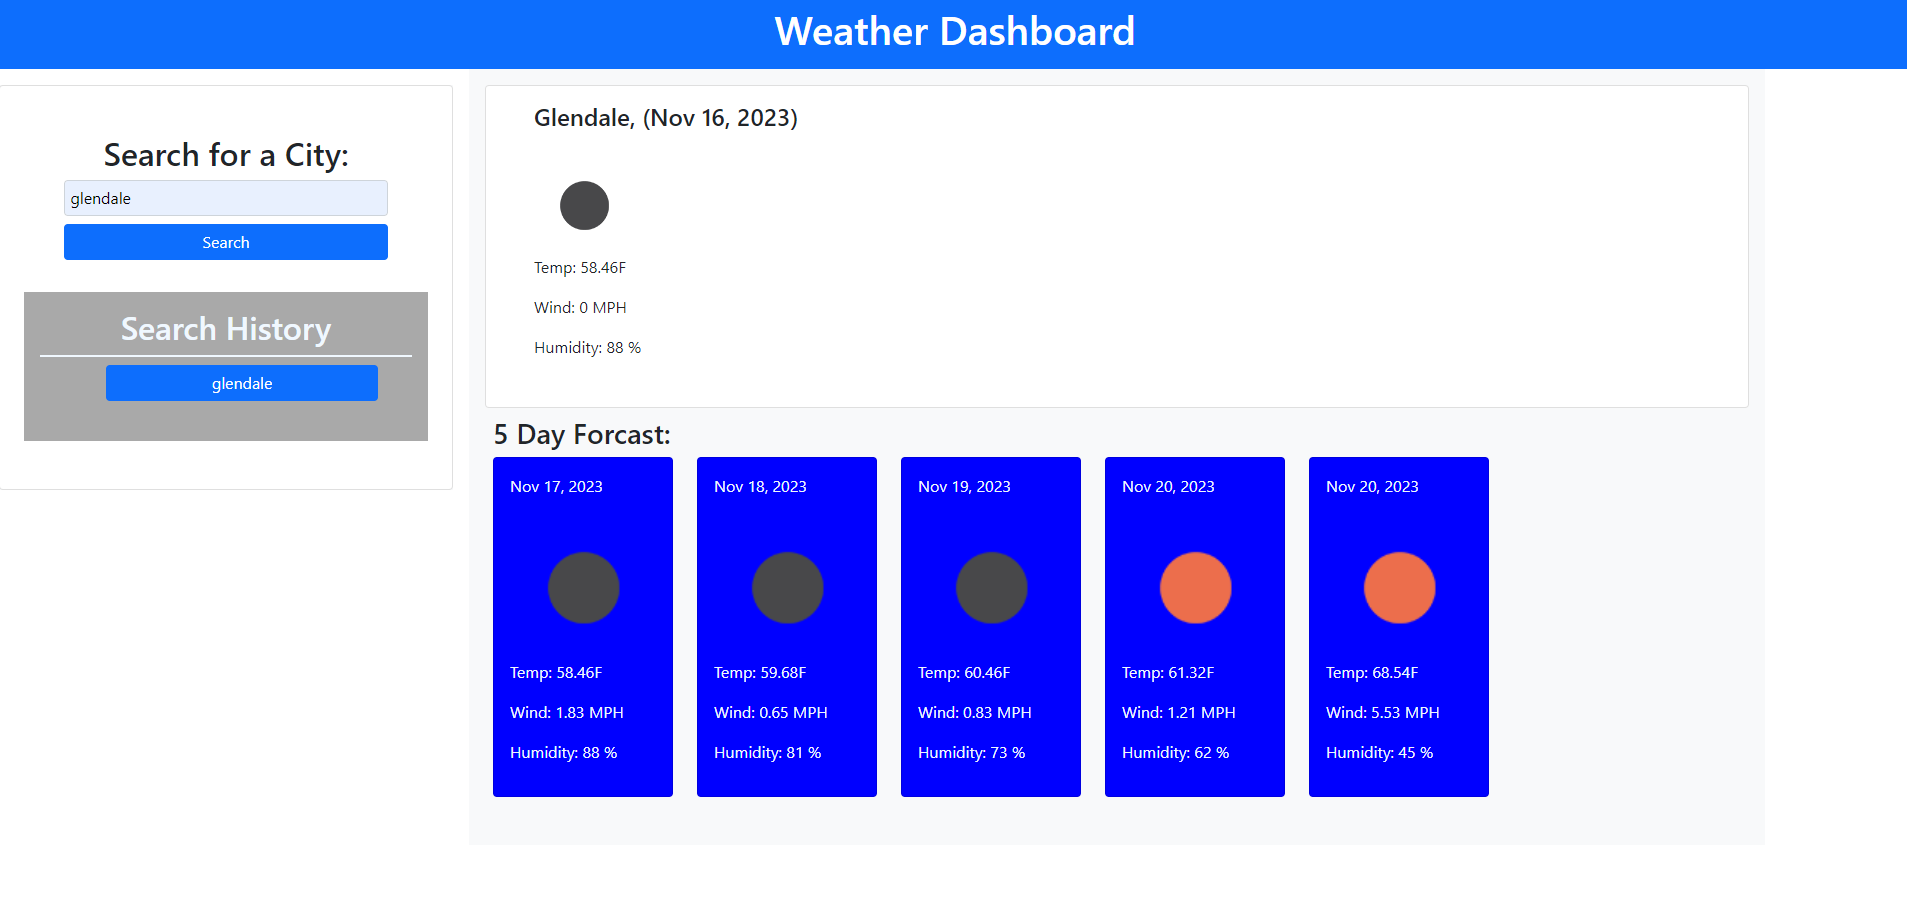 Weather Dashboard
Search for a City:
glendale
Search
Search History
glendale
Glendale, (Nov 16, 2023)
Temp: 58.46F
Wind: 0 MPH
Humidity: 88 %
5 Day Forcast:
Nov 17, 2023
Temp: 58.46F
Wind: 1.83 MPH
Humidity: 88 %
Nov 18, 2023
Temp: 59.68F
Wind: 0.65 MPH
Humidity: 81 %
Nov 19, 2023
Temp: 60.46F
Wind: 0.83 MPH
Humidity: 73 %
Nov 20, 2023
Temp: 61.32F
Wind: 1.21 MPH
Humidity: 62 %
Nov 20, 2023
Temp: 68.54F
Wind: 5.53 MPH
Humidity: 45 %